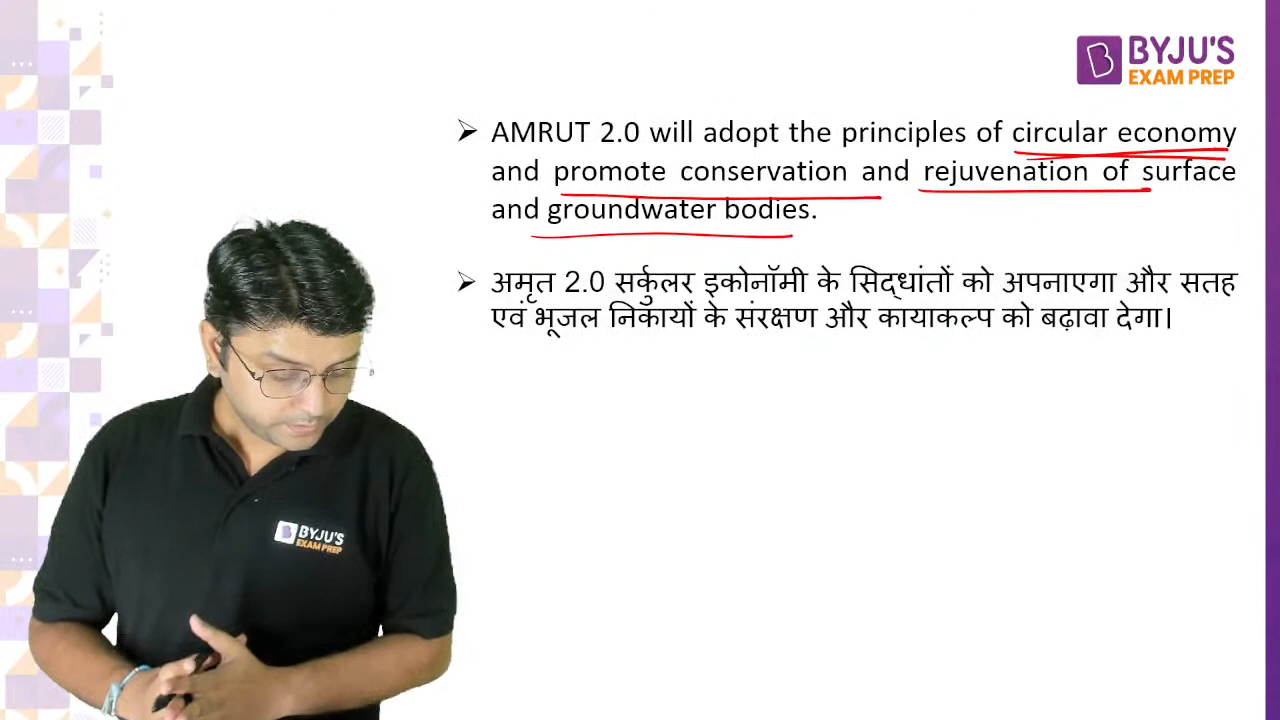 BYJU'S
EXAM PREP
➢ AMRUT 2.0 will adopt the principles of circular economy
and promote conservation and rejuvenation of surface
and groundwater bodies.
➢ अमृत 2.0 सर्कुलर इकोनॉमी के सिद्धांतों को अपनाएगा और सतह
एवं भूजल निकायों के संरक्षण और कायाकल्प को बढ़ावा देगा।
BYJU'S
EXAM PREP